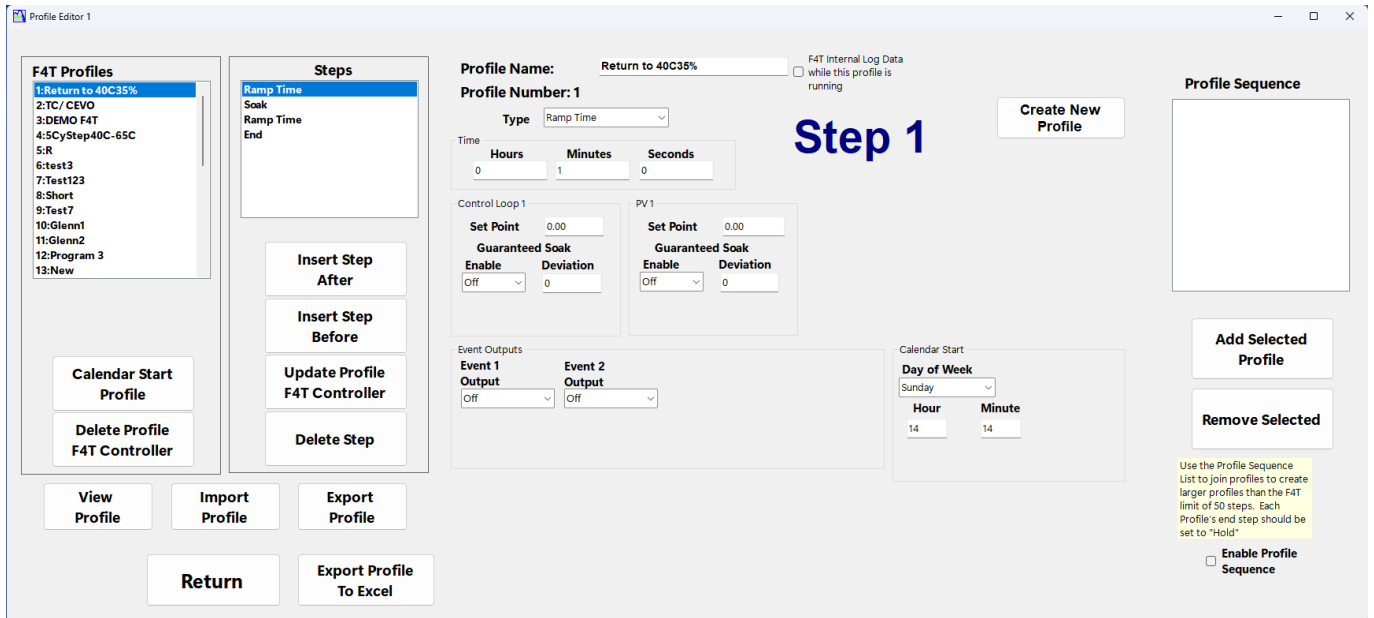 Profile Editor 1
F4T Profiles
1:Return to 40C35%
2:TC/ CEVO
3:DEMO F4T
4:5CyStep40C-65C
5:R
6:test3
7:Test123
8:Short
9:Test7
10:Glenn1
11:Glenn2
12:Program 3
13:New
Calendar Start
Profile
Delete Profile
F4T Controller
Steps
Ramp Time
Soak
Ramp Time
End
Insert Step
After
Insert Step
Before
Update Profile
F4T Controller
Delete Step
View
Profile
Import
Profile
Export
Profile
Return
Export Profile
To Excel
Profile Name: Return to 40C35%
Profile Number: 1
Type Ramp Time
F4T Internal Log Data
while this profile is
running
Step 1
Create New
Profile
Time
Hours Minutes Seconds
0 1 0
Control Loop 1
Set Point 0.00
Guaranteed Soak
Enable Deviation
Off 0
PV 1
Set Point 0.00
Guaranteed Soak
Enable Deviation
Off 0
Event Outputs
Event 1 Event 2
Output Output
Off Off
Calendar Start
Day of Week
Sunday
Hour Minute
14 14
Profile Sequence
Add Selected
Profile
Remove Selected
Use the Profile Sequence
List to join profiles to create
larger profiles than the F4T
limit of 50 steps. Each
Profile's end step should be
set to "Hold"
Enable Profile
Sequence